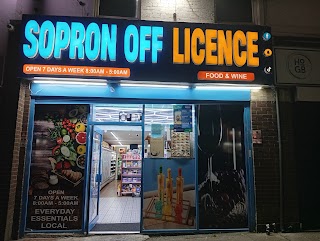 SOPRON OFF LICENCE
OPEN 7 DAYS A WEEK 8:00AM - 5:00AM
FOOD & WINE
H&GB
OPEN
7 DAYS A WEEK
8:00AM - 5:00AM
EVERYDAY
ESSENTIALS
LOCAL